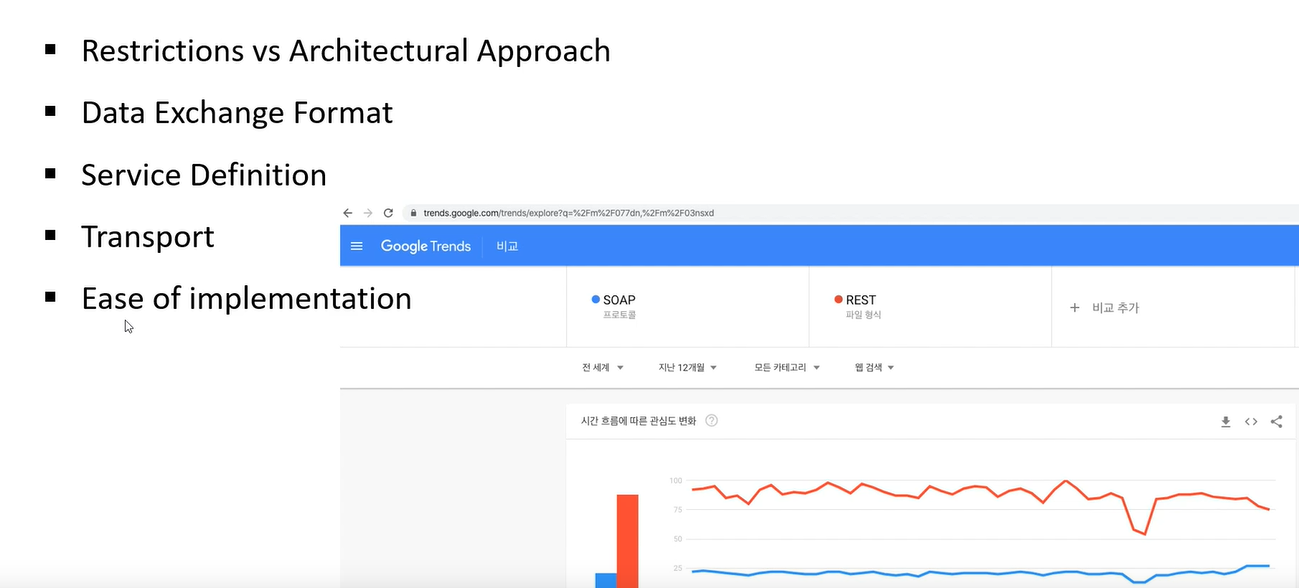 Restrictions vs Architectural Approach
Data Exchange Format
Service Definition
Transport
Ease of implementation
trends.google.com/trends/explore?q=%2Fm%2F077dn,%2Fm%2F03nsxd
Google Trends
비교
SOAP
프로토콜
REST
파일 형식
+ 비교 추가
전 세계
지난 12개월
모든 카테고리
웹 검색
시간 흐름에 따른 관심도 변화
100
75
50
25